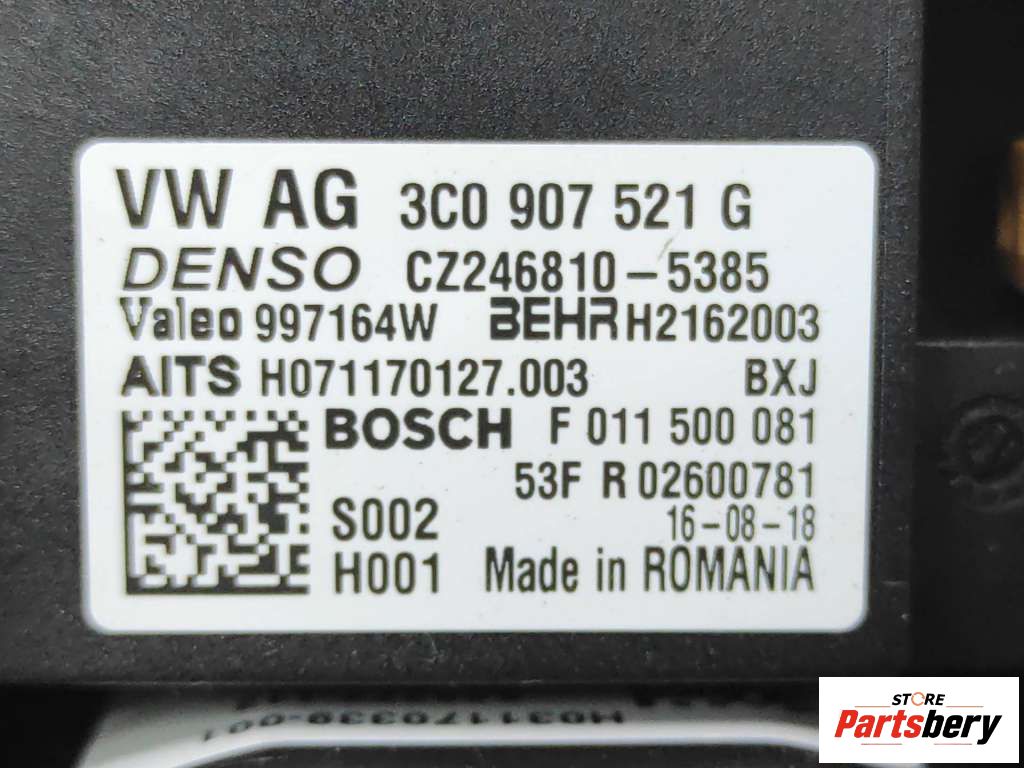 VW AG 3C0 907 521 G
DENSO CZ246810-5385
Valeo 997164W BEHR H2162003
AITS H071170127.003 BXJ
BOSCH F 011 500 081
53F R 02600781
S002 16-08-18
H001 Made in ROMANIA
STORE
Partsbery